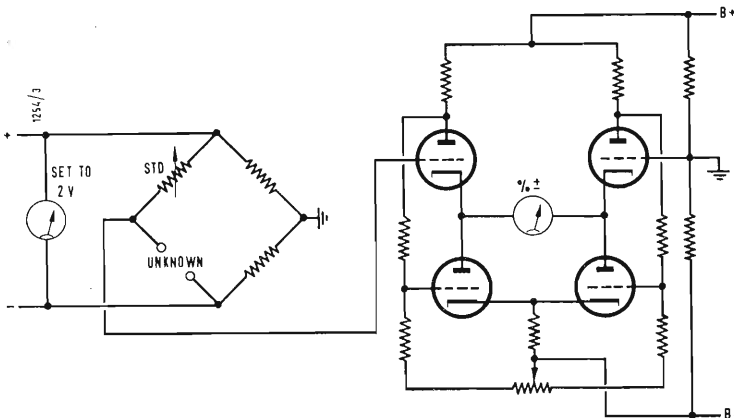 B+
1254/3
+
SET TO
2 V
STD
UNKNOWN
% ±
-
B